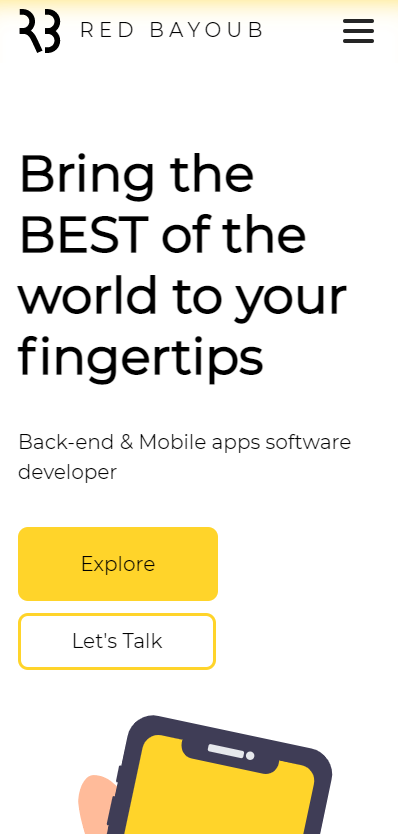 RB RED BAYOUB
Bring the
BEST of the
world to your
fingertips
Back-end & Mobile apps software
developer
Explore
Let's Talk